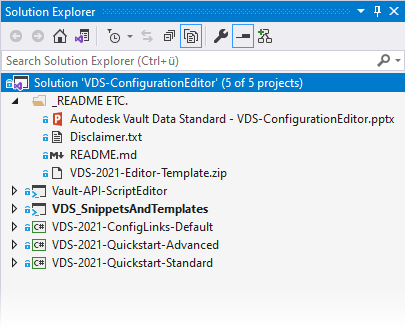 Solution Explorer
Search Solution Explorer (Ctrl+ü)
Solution 'VDS-ConfigurationEditor' (5 of 5 projects)
_README ETC.
Autodesk Vault Data Standard - VDS-ConfigurationEditor.pptx
Disclaimer.txt
README.md
VDS-2021-Editor-Template.zip
Vault-API-ScriptEditor
VDS_SnippetsAndTemplates
C# VDS-2021-ConfigLinks-Default
C# VDS-2021-Quickstart-Advanced
C# VDS-2021-Quickstart-Standard